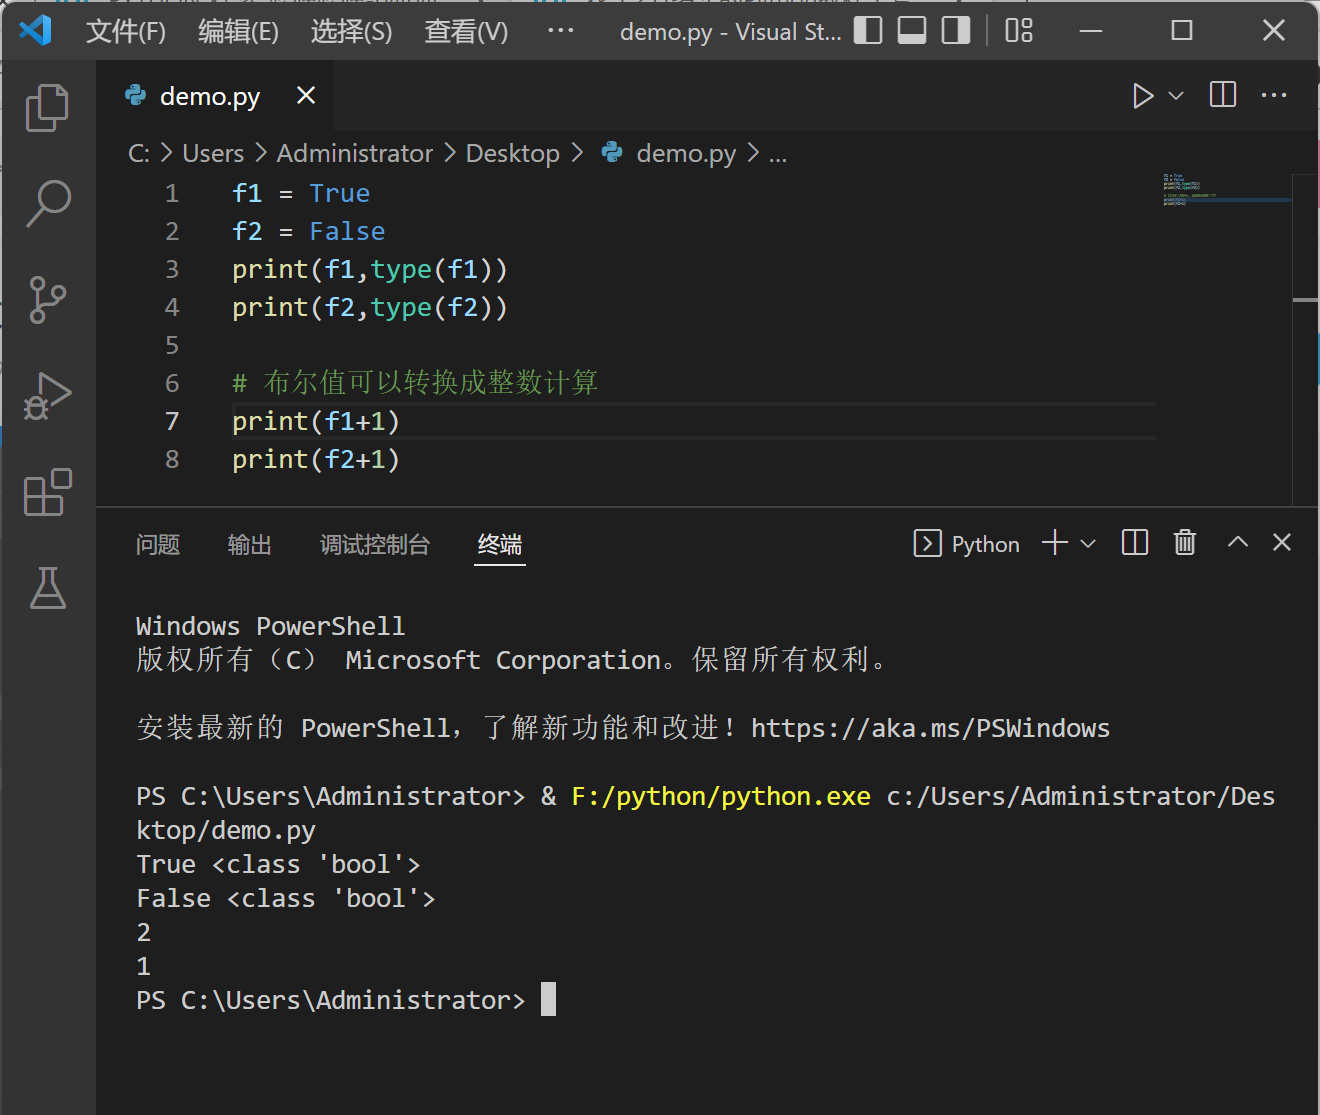 文件(F) 编辑(E) 选择(S) 查看(V) ··· demo.py - Visual St...
demo.py
C: > Users > Administrator > Desktop > demo.py > ...
1 f1 = True
2 f2 = False
3 print(f1,type(f1))
4 print(f2,type(f2))
5
6 # 布尔值可以转换成整数计算
7 print(f1+1)
8 print(f2+1)
问题 输出 调试控制台 终端 Python
Windows PowerShell
版权所有（C） Microsoft Corporation。保留所有权利。
安装最新的 PowerShell，了解新功能和改进！https://aka.ms/PSWindows
PS C:\Users\Administrator> & F:/python/python.exe c:/Users/Administrator/Des
ktop/demo.py
True <class 'bool'>
False <class 'bool'>
2
1
PS C:\Users\Administrator>